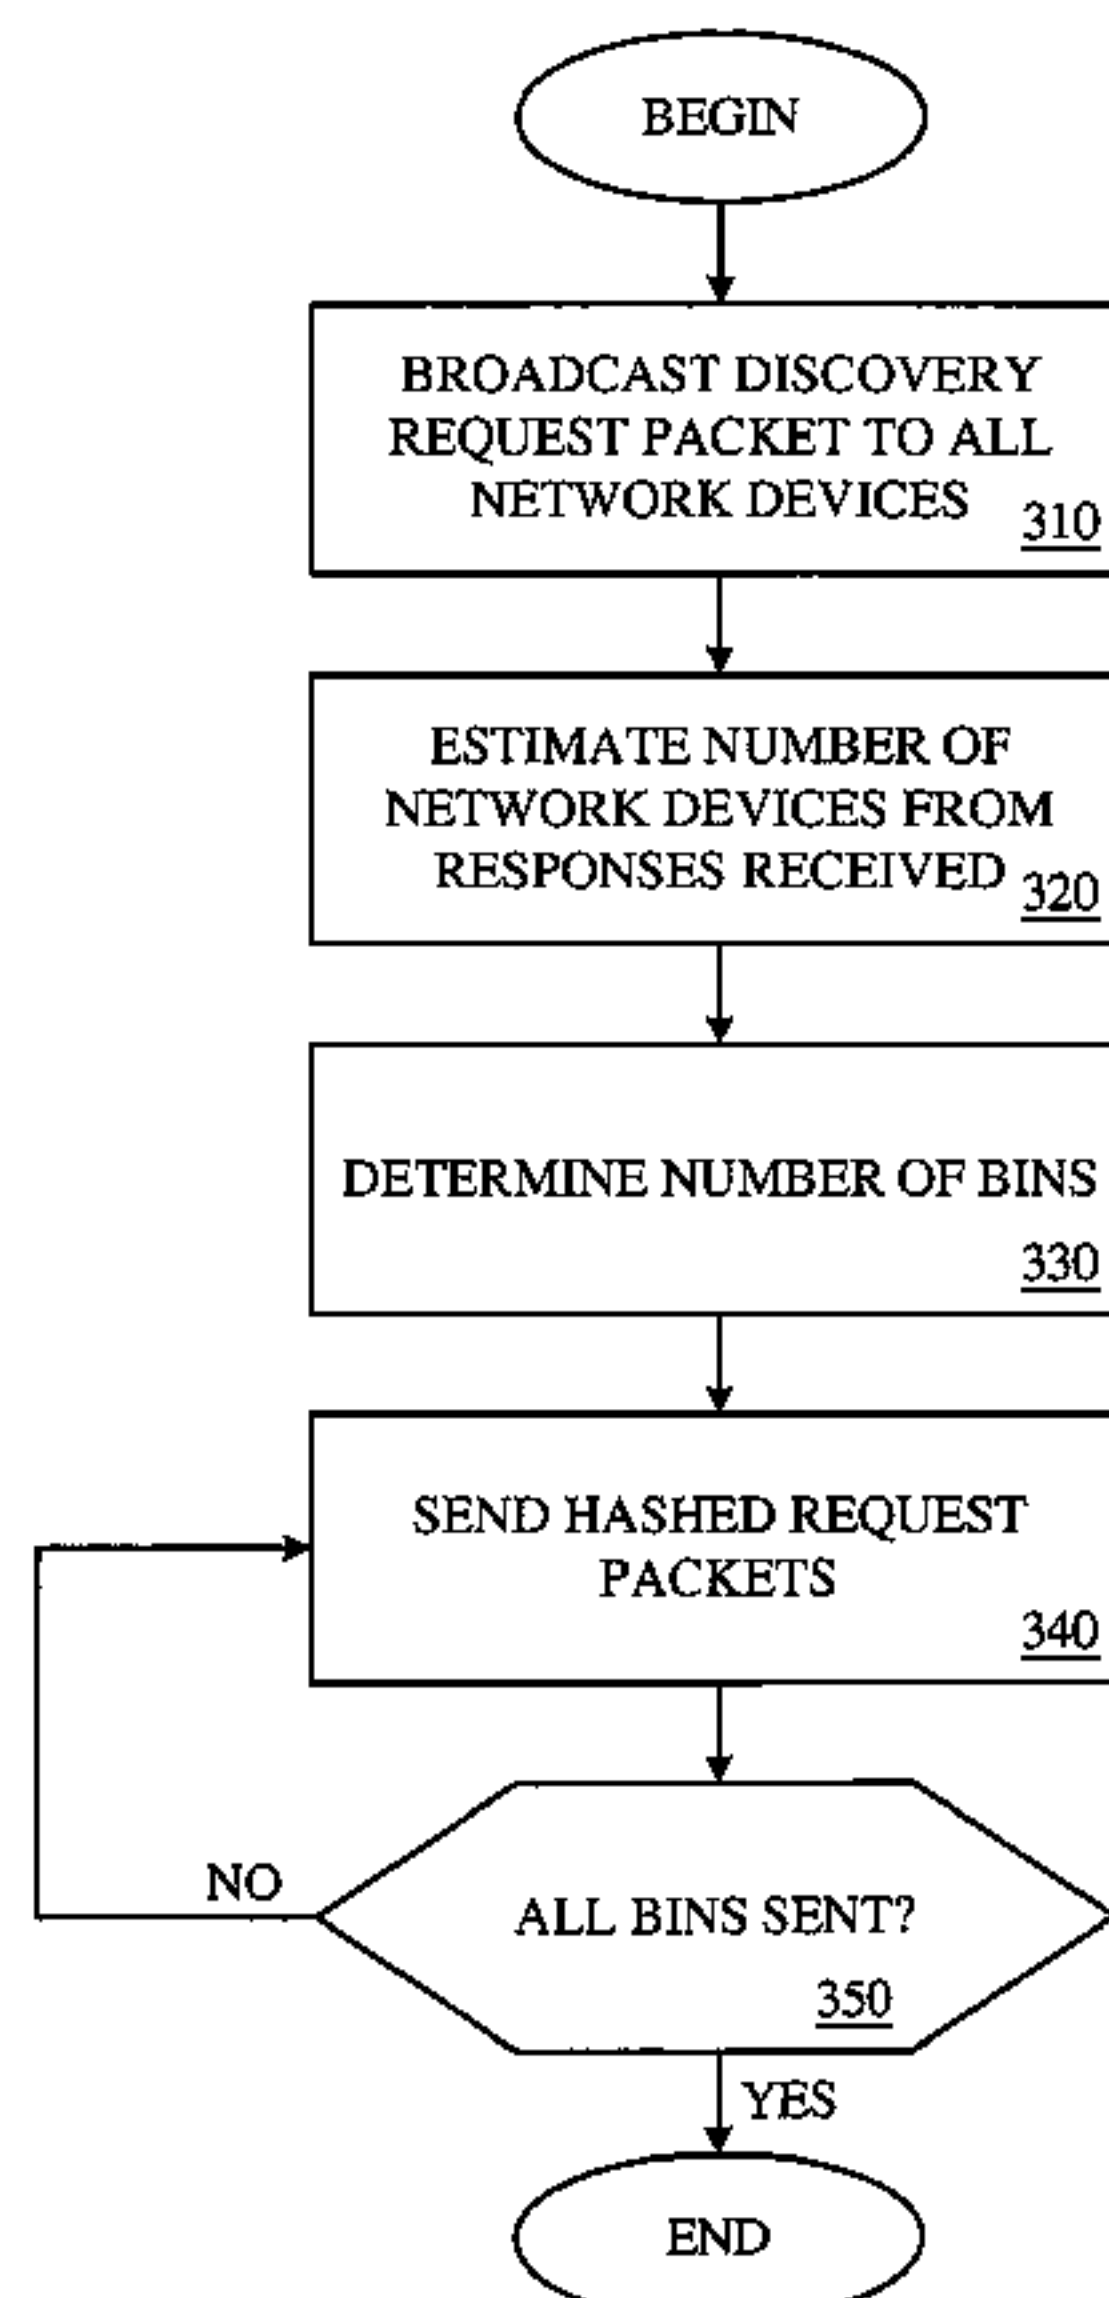 BEGIN
BROADCAST DISCOVERY
REQUEST PACKET TO ALL
NETWORK DEVICES
310
ESTIMATE NUMBER OF
NETWORK DEVICES FROM
RESPONSES RECEIVED
320
DETERMINE NUMBER OF BINS
330
SEND HASHED REQUEST
PACKETS
340
NO
ALL BINS SENT?
350
YES
END